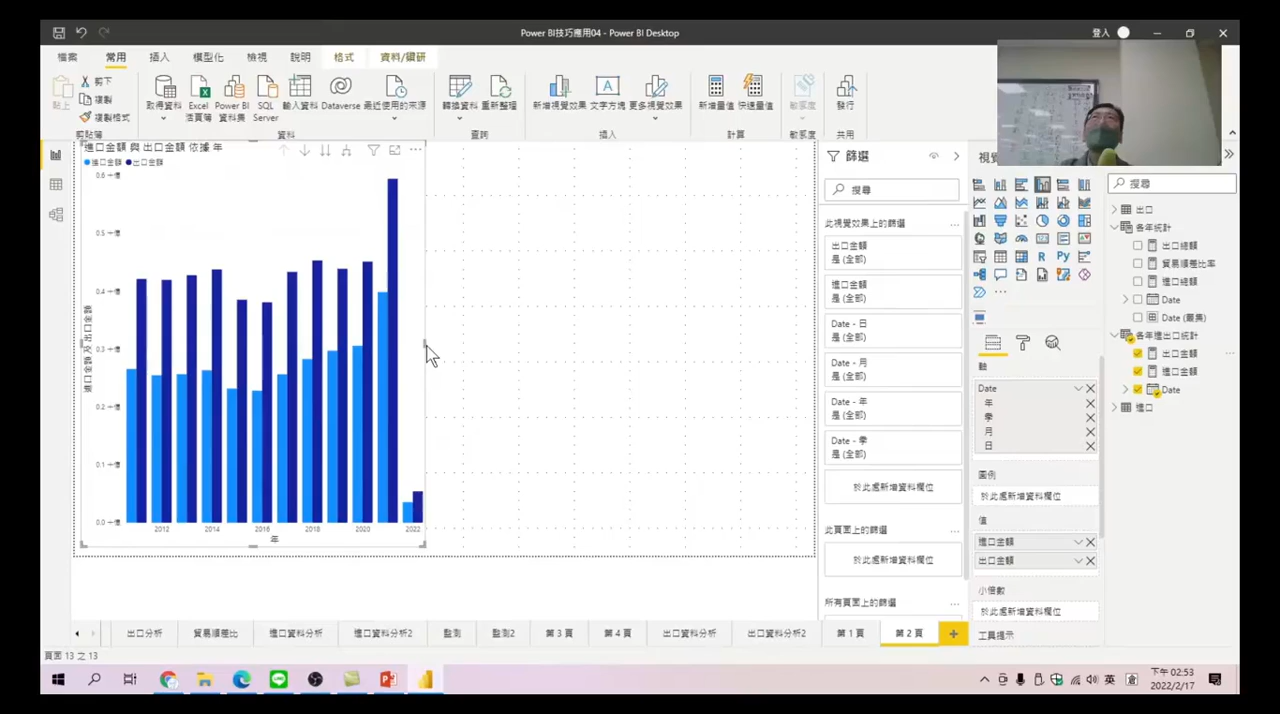 Power BI技巧應用04 - Power BI Desktop
登入
檔案 常用 插入 模型化 檢視 說明 格式 資料/鑽研
貼上 剪下 複製 複製格式
取得資料 Excel 活頁簿 Power BI 資料集 SQL Server 輸入資料 Dataverse 最近使用的來源
轉換資料 重新整理
新增視覺效果 文字方塊 更多視覺效果
新增量值 快速量值
敏感度
發行
剪貼簿 資料 查詢 插入 計算 敏感度 共用
進口金額 與 出口金額 依據 年
進口金額 出口金額
0.6 十億
0.5 十億
0.4 十億
0.3 十億
0.2 十億
0.1 十億
0.0 十億
進口金額 及 出口金額
2012 2014 2016 2018 2020 2022
年
篩選
搜尋
此視覺效果上的篩選
出口金額
是 (全部)
進口金額
是 (全部)
Date - 日
是 (全部)
Date - 月
是 (全部)
Date - 年
是 (全部)
Date - 季
是 (全部)
於此處新增資料欄位
此頁面上的篩選
於此處新增資料欄位
所有頁面上的篩選
R Py
軸
Date
年
季
月
日
圖例
於此處新增資料欄位
值
進口金額
出口金額
小倍數
於此處新增資料欄位
工具提示
搜尋
出口
各年統計
出口總額
貿易順差比率
進口總額
Date
Date (叢集)
各年進出口統計
出口金額
進口金額
Date
進口
出口分析 貿易順差比 進口資料分析 進口資料分析2 監測 監測2 第 3 頁 第 4 頁 出口資料分析 出口資料分析2 第 1 頁 第 2 頁
頁面 13 之 13
英
下午 02:53
2022/2/17